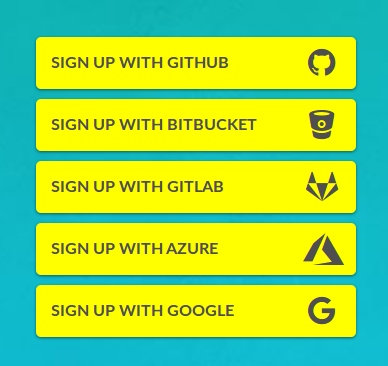 SIGN UP WITH GITHUB
SIGN UP WITH BITBUCKET
SIGN UP WITH GITLAB
SIGN UP WITH AZURE
SIGN UP WITH GOOGLE